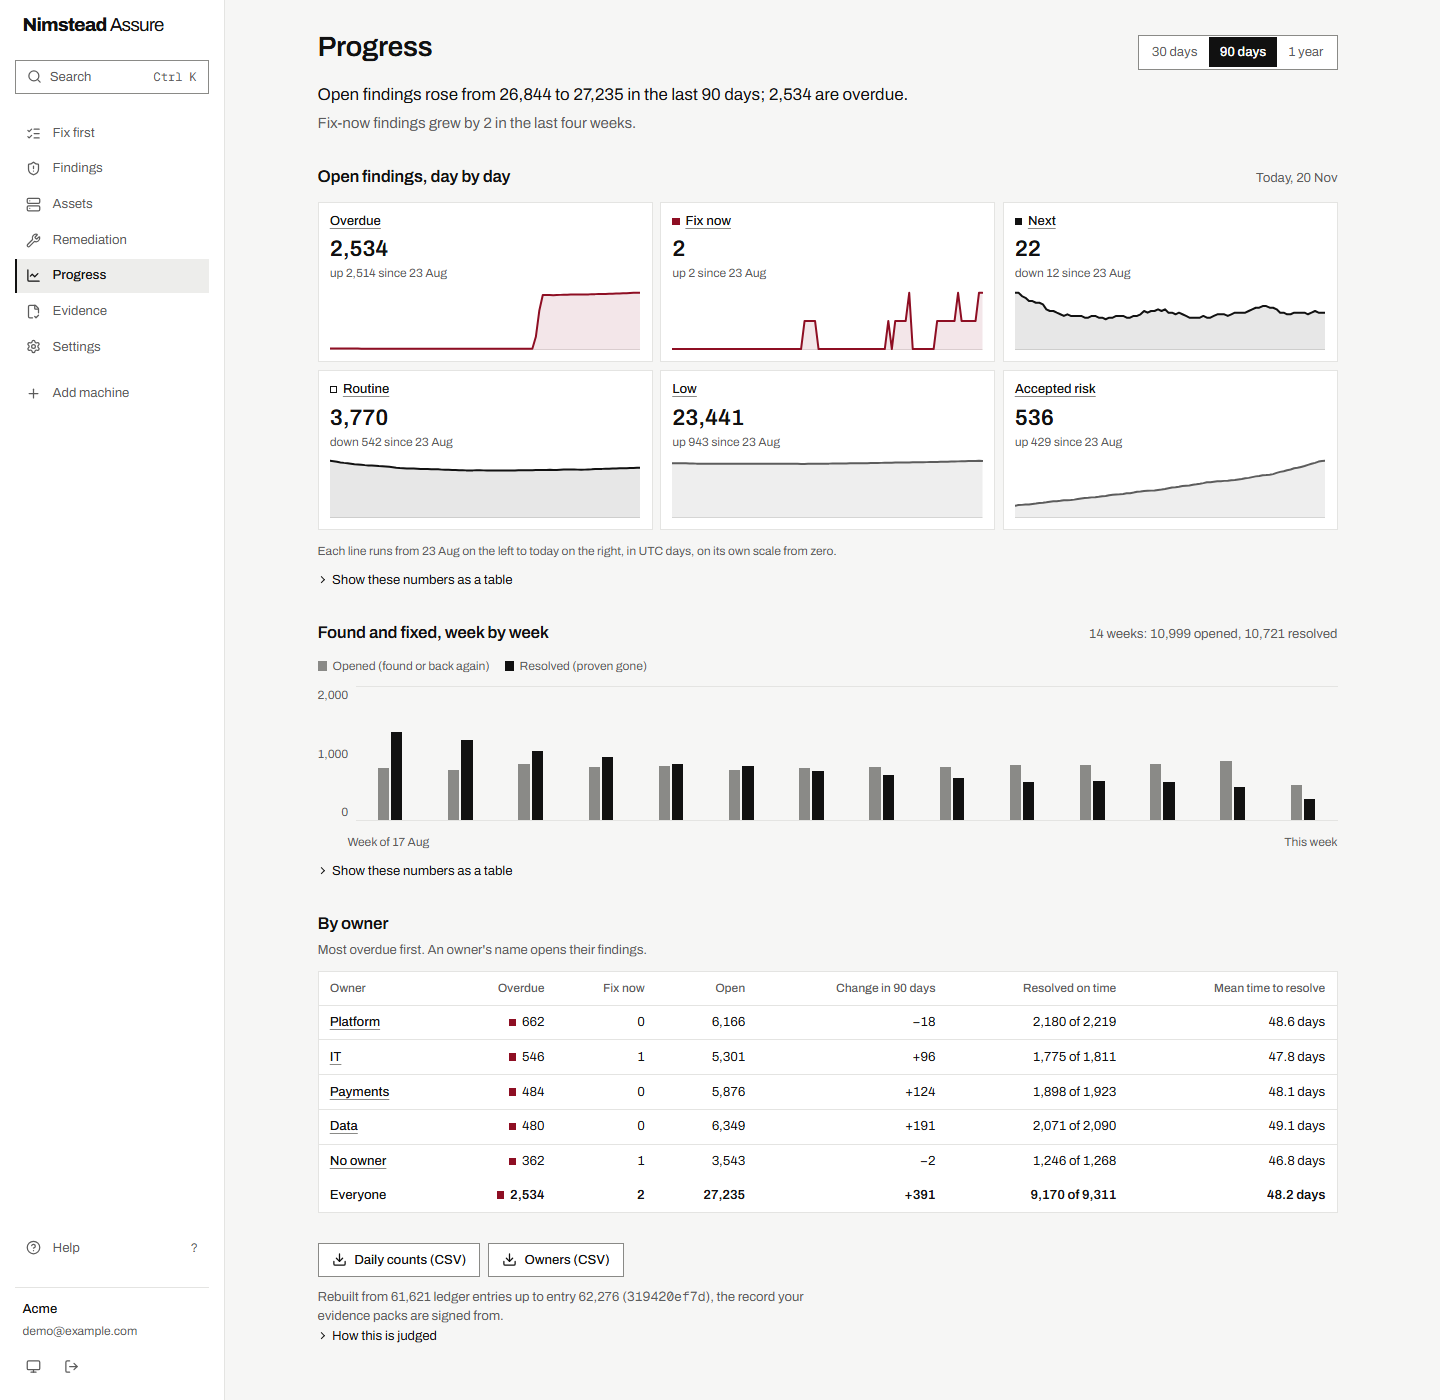 Nimstead Assure
Search Ctrl K
Fix first
Findings
Assets
Remediation
Progress
Evidence
Settings
Add machine
Help ?
Acme
demo@example.com
Progress
30 days 90 days 1 year
Open findings rose from 26,844 to 27,235 in the last 90 days; 2,534 are overdue.
Fix-now findings grew by 2 in the last four weeks.
Open findings, day by day
Today, 20 Nov
Overdue
2,534
up 2,514 since 23 Aug
Fix now
2
up 2 since 23 Aug
Next
22
down 12 since 23 Aug
Routine
3,770
down 542 since 23 Aug
Low
23,441
up 943 since 23 Aug
Accepted risk
536
up 429 since 23 Aug
Each line runs from 23 Aug on the left to today on the right, in UTC days, on its own scale from zero.
Show these numbers as a table
Found and fixed, week by week
14 weeks: 10,999 opened, 10,721 resolved
Opened (found or back again) Resolved (proven gone)
2,000
1,000
0
Week of 17 Aug This week
Show these numbers as a table
By owner
Most overdue first. An owner's name opens their findings.
Owner Overdue Fix now Open Change in 90 days Resolved on time Mean time to resolve
Platform 662 0 6,166 −18 2,180 of 2,219 48.6 days
IT 546 1 5,301 +96 1,775 of 1,811 47.8 days
Payments 484 0 5,876 +124 1,898 of 1,923 48.1 days
Data 480 0 6,349 +191 2,071 of 2,090 49.1 days
No owner 362 1 3,543 −2 1,246 of 1,268 46.8 days
Everyone 2,534 2 27,235 +391 9,170 of 9,311 48.2 days
Daily counts (CSV) Owners (CSV)
Rebuilt from 61,621 ledger entries up to entry 62,276 (319420ef7d), the record your
evidence packs are signed from.
How this is judged